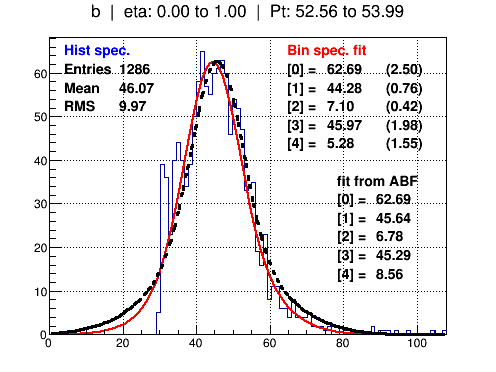 b | eta: 0.00 to 1.00 | Pt: 52.56 to 53.99
Hist spec.
Entries 1286
Mean 46.07
RMS 9.97
Bin spec. fit
[0] = 62.69 (2.50)
[1] = 44.28 (0.76)
[2] = 7.10 (0.42)
[3] = 45.97 (1.98)
[4] = 5.28 (1.55)
fit from ABF
[0] = 62.69
[1] = 45.64
[2] = 6.78
[3] = 45.29
[4] = 8.56
60
50
40
30
20
10
0
0 20 40 60 80 100